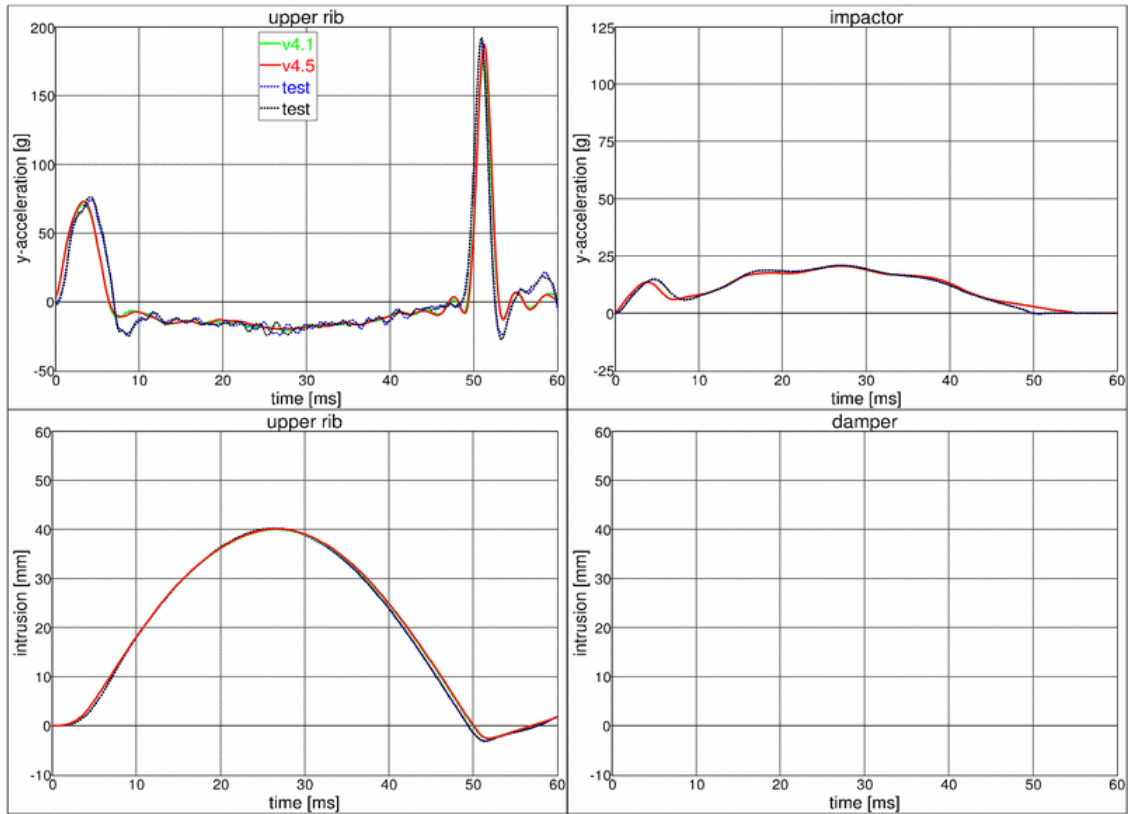 upper rib
200
150
100
50
0
-50
y-acceleration [g]
v4.1
v4.5
test
test
0 10 20 30 40 50 60
time [ms]
impactor
125
100
75
50
25
0
-25
y-acceleration [g]
0 10 20 30 40 50 60
time [ms]
upper rib
60
50
40
30
20
10
0
-10
intrusion [mm]
0 10 20 30 40 50 60
time [ms]
damper
60
50
40
30
20
10
0
-10
intrusion [mm]
0 10 20 30 40 50 60
time [ms]